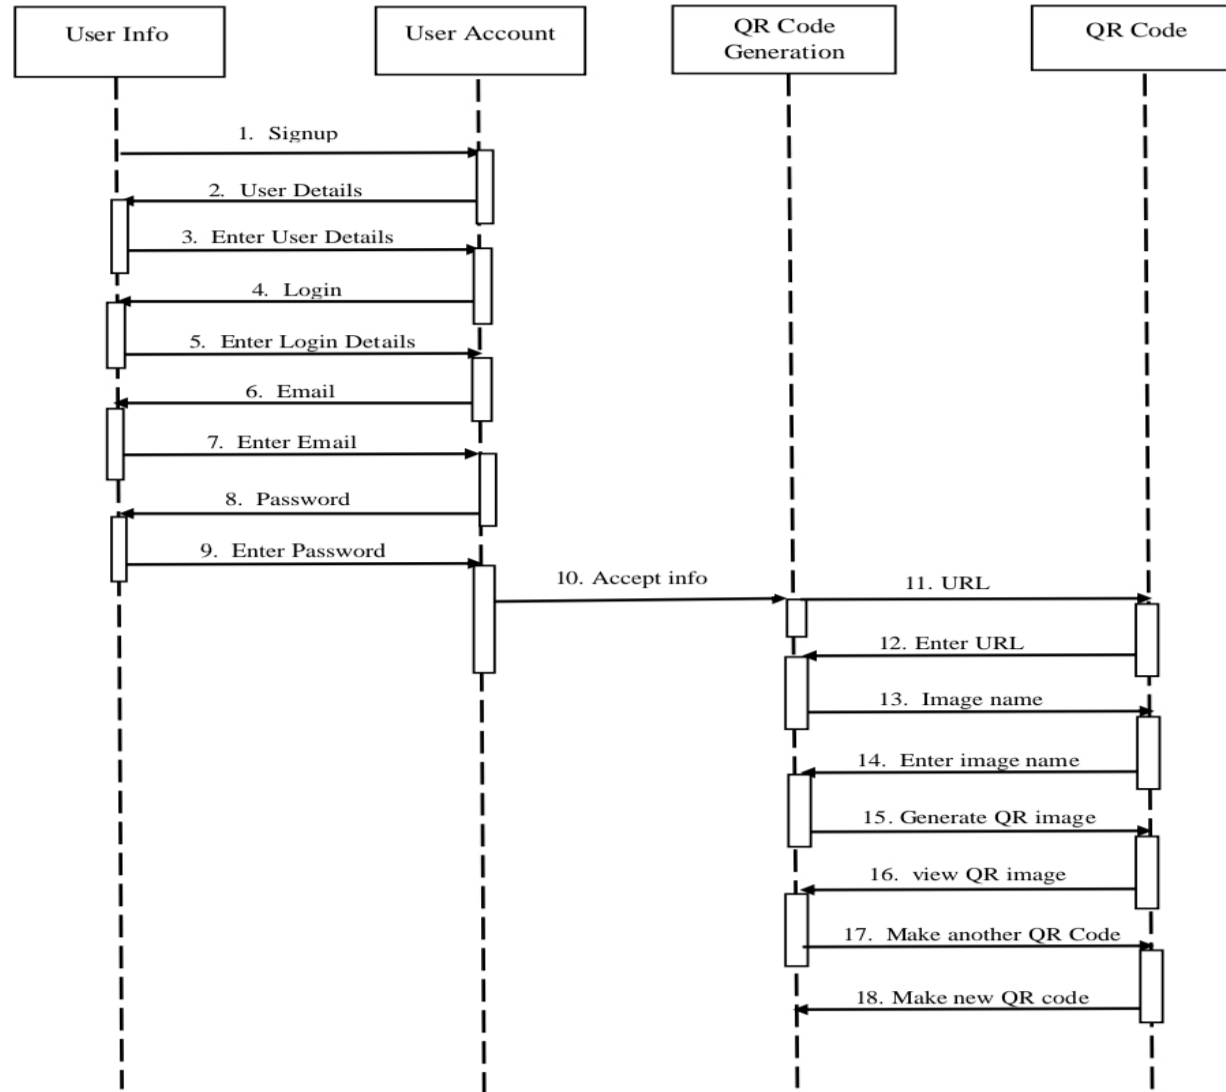 User Info
User Account
QR Code
Generation
QR Code
1. Signup
2. User Details
3. Enter User Details
4. Login
5. Enter Login Details
6. Email
7. Enter Email
8. Password
9. Enter Password
10. Accept info
11. URL
12. Enter URL
13. Image name
14. Enter image name
15. Generate QR image
16. view QR image
17. Make another QR Code
18. Make new QR code